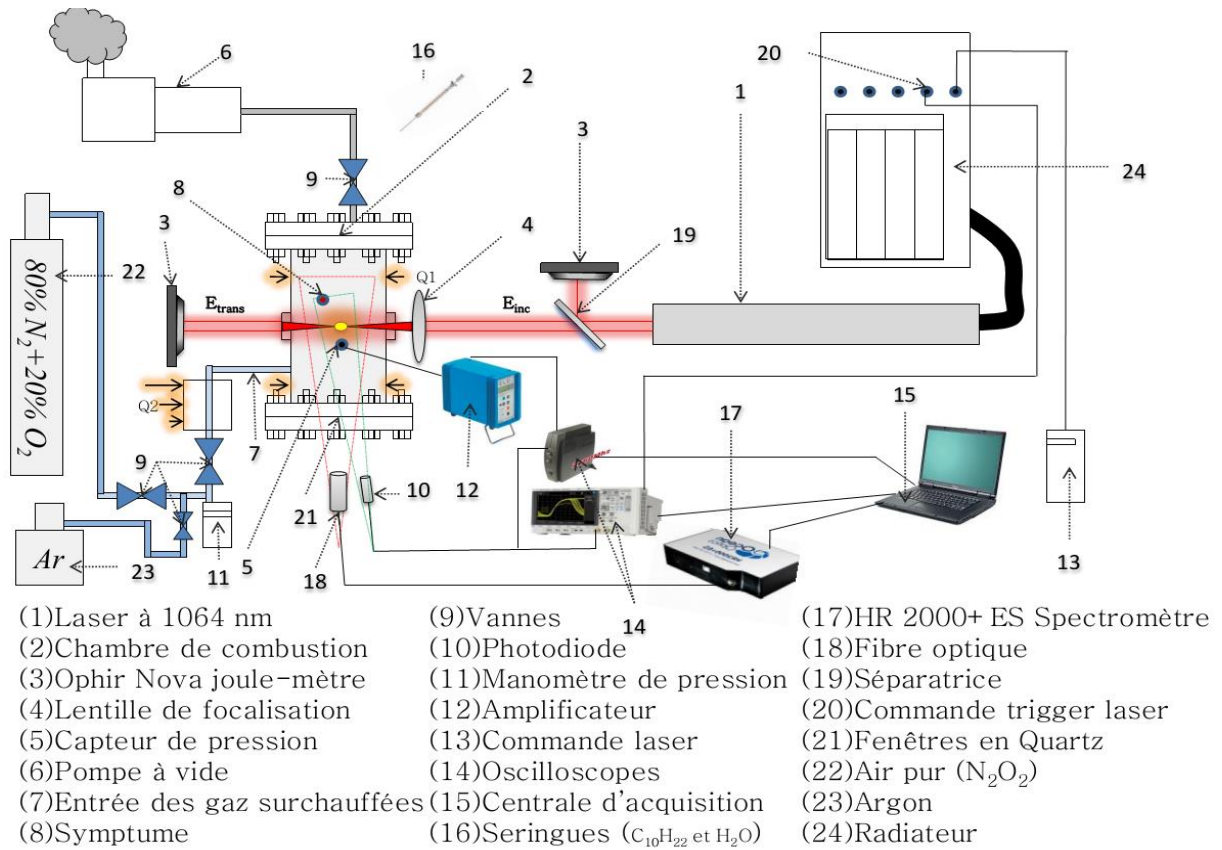 6
16
2
20
1
3
24
9
8
4
19
3
22
Q1
E_trans
E_inc
80% N₂+20% O₂
Q2
17
15
9
7
12
10
21
Ar
23
11
5
18
14
13
(1)Laser à 1064 nm
(2)Chambre de combustion
(3)Ophir Nova joule-mètre
(4)Lentille de focalisation
(5)Capteur de pression
(6)Pompe à vide
(7)Entrée des gaz surchauffées
(8)Symptume
(9)Vannes
(10)Photodiode
(11)Manomètre de pression
(12)Amplificateur
(13)Commande laser
(14)Oscilloscopes
(15)Centrale d'acquisition
(16)Seringues (C₁₀H₂₂ et H₂O)
(17)HR 2000+ ES Spectromètre
(18)Fibre optique
(19)Séparatrice
(20)Commande trigger laser
(21)Fenêtres en Quartz
(22)Air pur (N₂O₂)
(23)Argon
(24)Radiateur